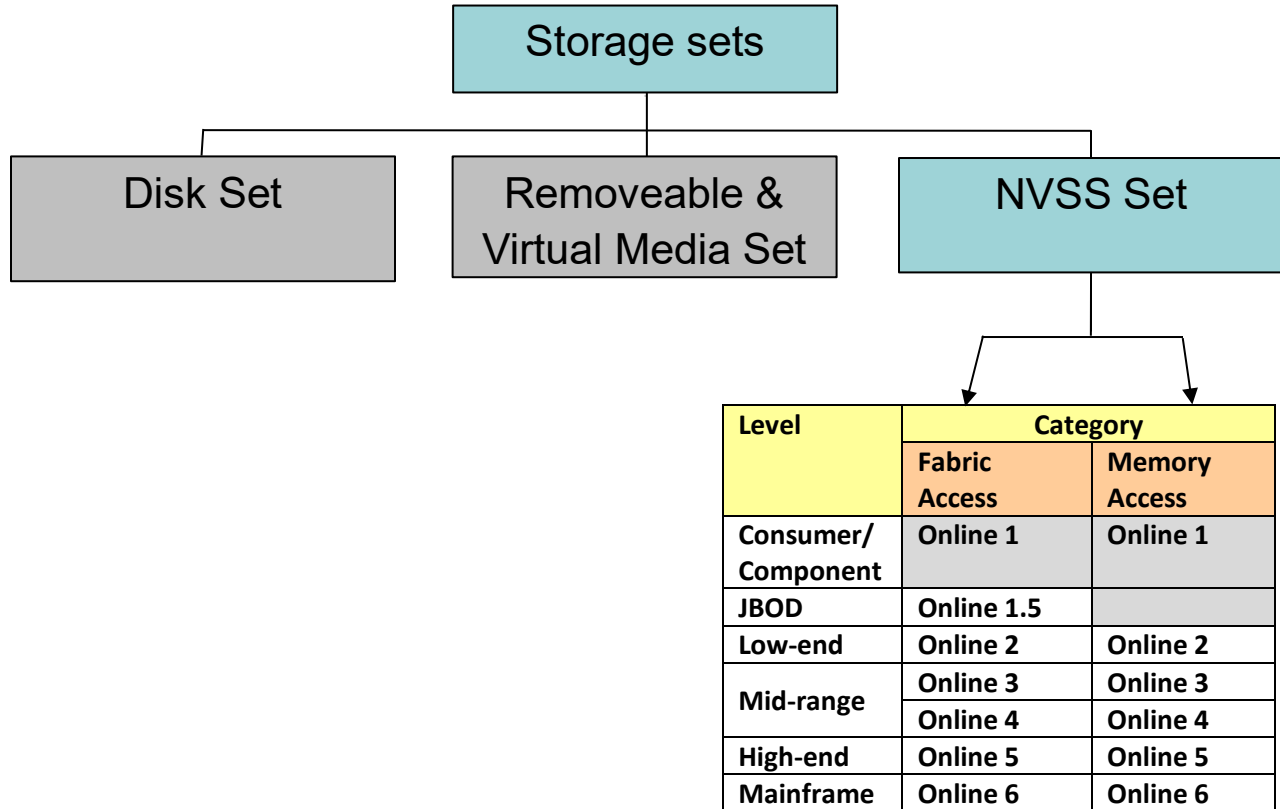 Storage sets
Disk Set
Removeable &
Virtual Media Set
NVSS Set
Level
Category
Fabric
Access
Memory
Access
Consumer/
Component
Online 1
Online 1
JBOD
Online 1.5
Low-end
Online 2
Online 2
Mid-range
Online 3
Online 3
Online 4
Online 4
High-end
Online 5
Online 5
Mainframe
Online 6
Online 6